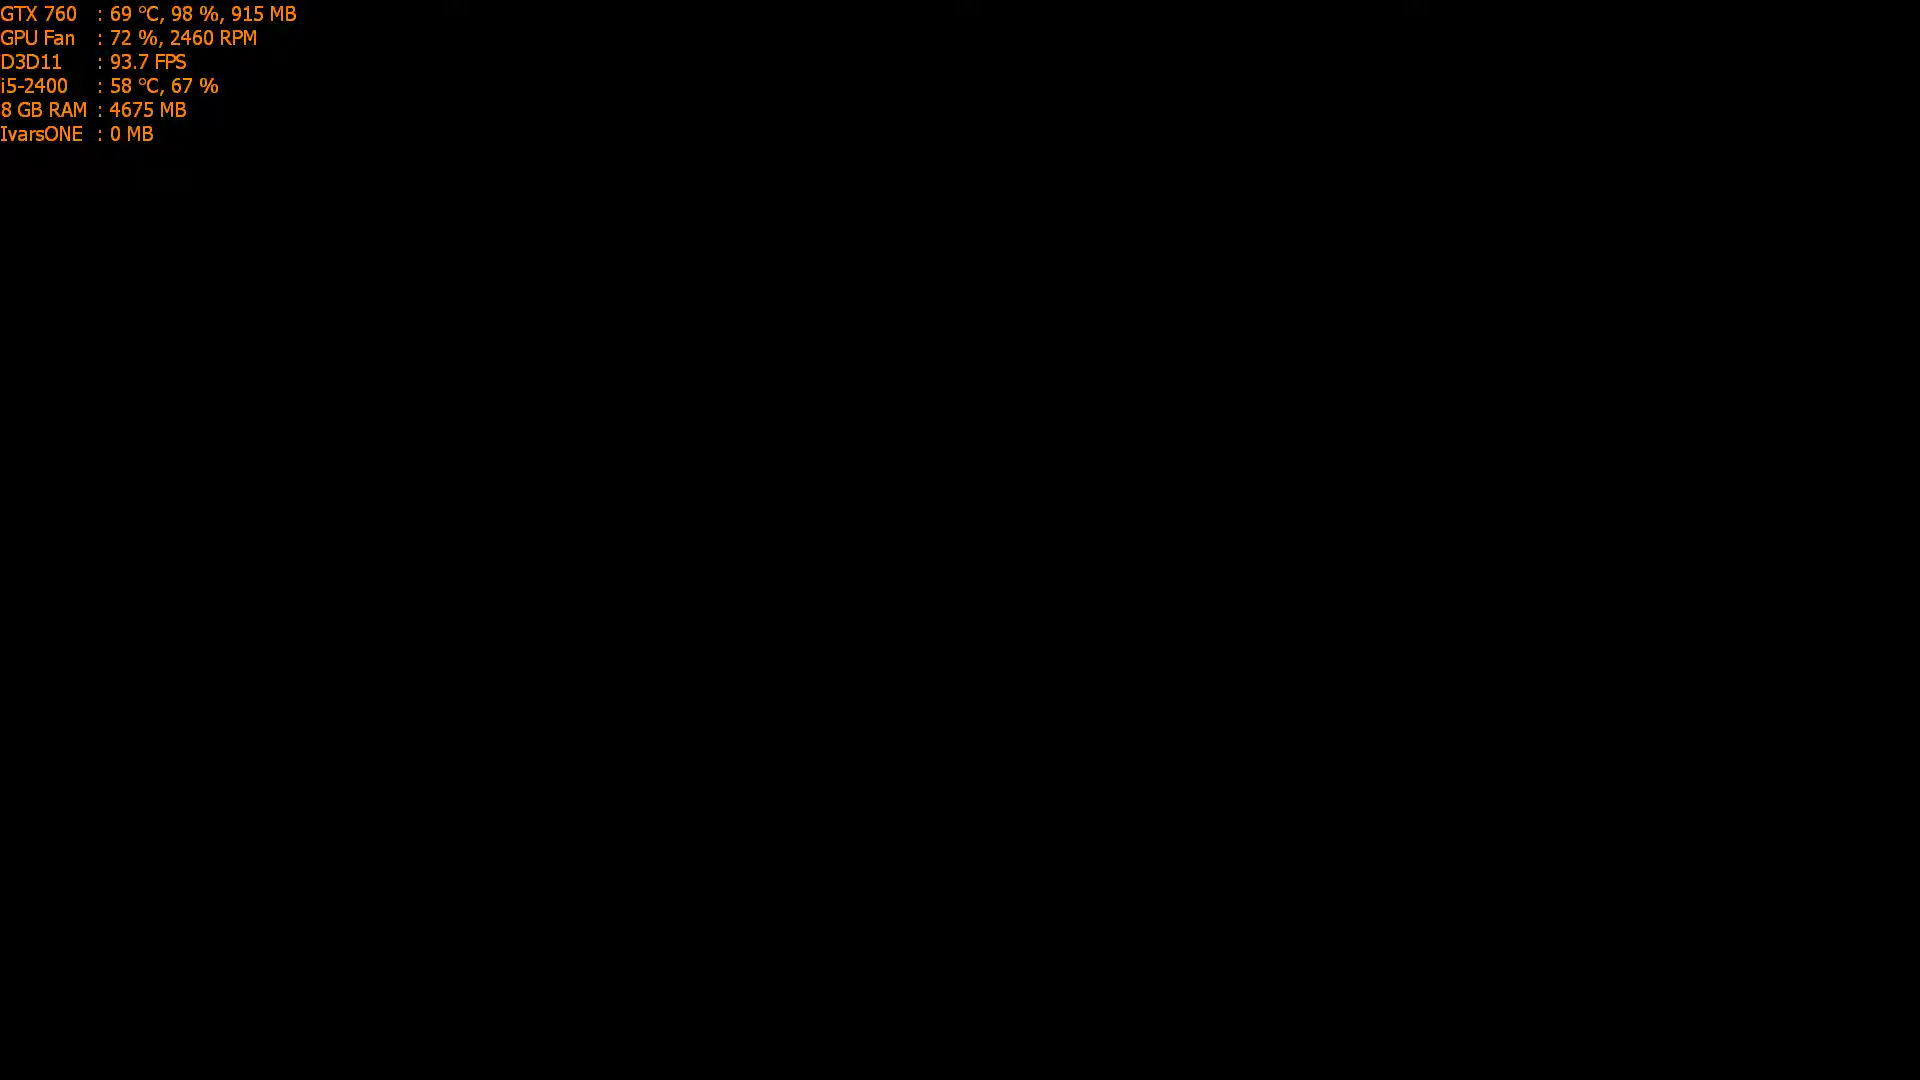 GTX 760 : 69 °C, 98 %, 915 MB
GPU Fan : 72 %, 2460 RPM
D3D11 : 93.7 FPS
i5-2400 : 58 °C, 67 %
8 GB RAM : 4675 MB
IvarsONE : 0 MB